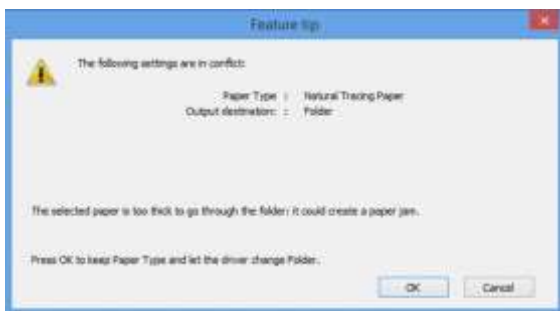 Feature tip
The following settings are in conflict:
Paper Type : Natural Tracing Paper
Output destination: : Folder
The selected paper is too thick to go through the folder: it could create a paper jam.
Press OK to keep Paper Type and let the driver change Folder.
OK Cancel